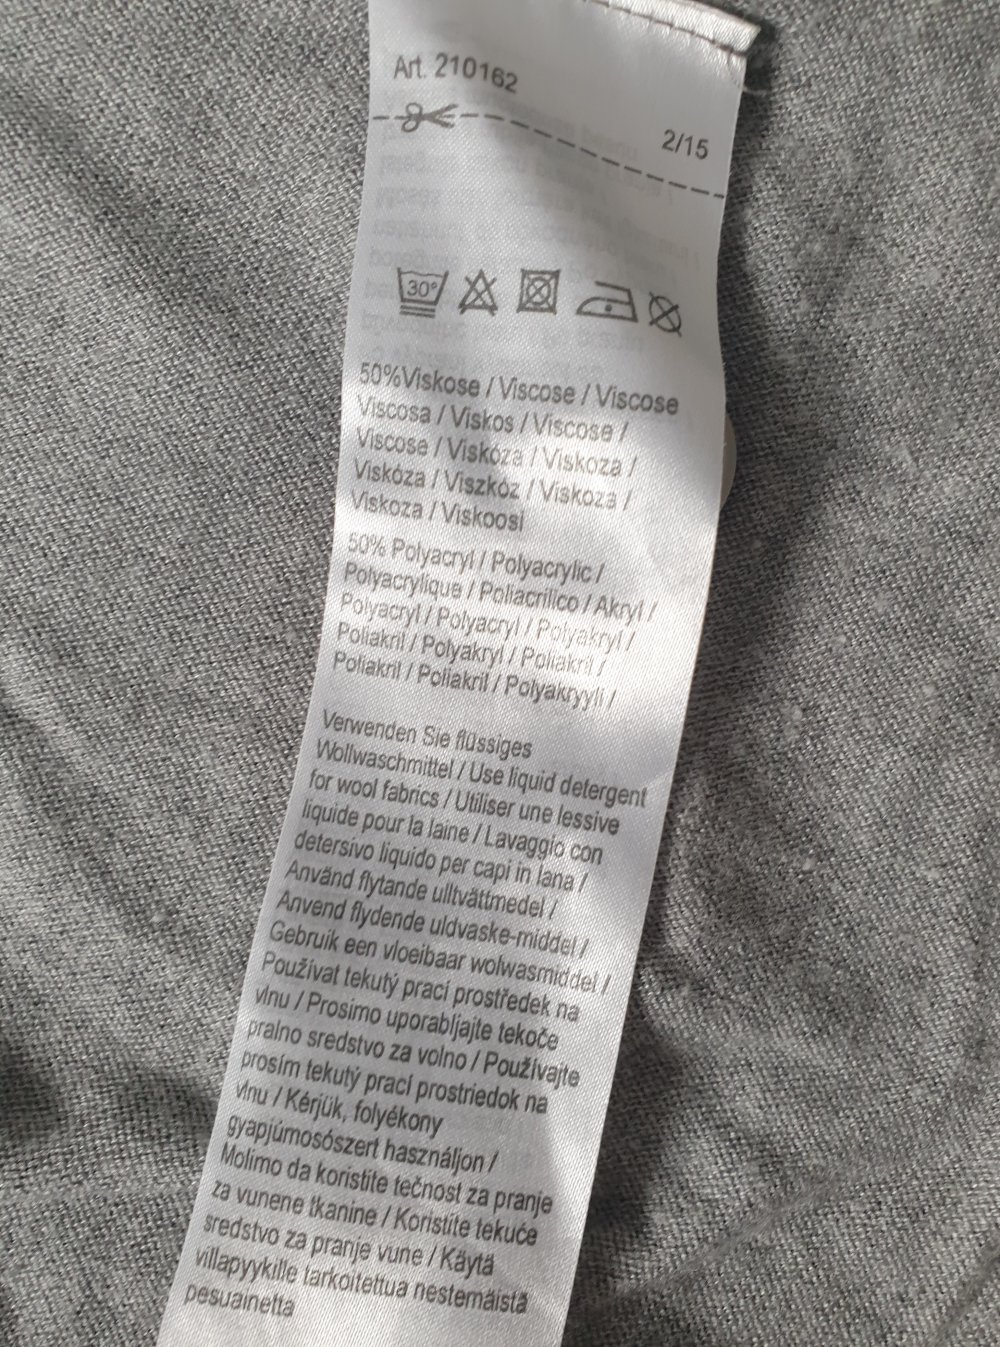 Art. 210162
2/15
30°
50%Viskose / Viscose / Viscose
Viscosa / Viskos / Viscose /
Viscose / Viskóza / Viskoza /
Viskóza / Viszkóz / Viskoza /
Viskoza / Viskoosi
50% Polyacryl / Polyacrylic /
Polyacrylique / Poliacrilico / Akryl /
Polyacryl / Polyacryl / Polyakryl /
Poliakril / Polyakryl / Poliakril /
Poliakril / Poliakril / Polyakryyli /
Verwenden Sie flüssiges
Wollwaschmittel / Use liquid detergent
for wool fabrics / Utiliser une lessive
liquide pour la laine / Lavaggio con
detersivo liquido per capi in lana /
Använd flytande ulltvättmedel /
Anvend flydende uldvaske-middel /
Gebruik een vloeibaar wolwasmiddel /
Používat tekutý prací prostředek na
vlnu / Prosimo uporabljajte tekoče
pralno sredstvo za volno / Používajte
prosím tekutý prací prostriedok na
vlnu / Kérjük, folyékony
gyapjúmosószert használjon /
Molimo da koristite tečnost za pranje
za vunene tkanine / Koristite tekuće
sredstvo za pranje vune / Käytä
villapyykille tarkoitettua nestemäistä
pesuainetta